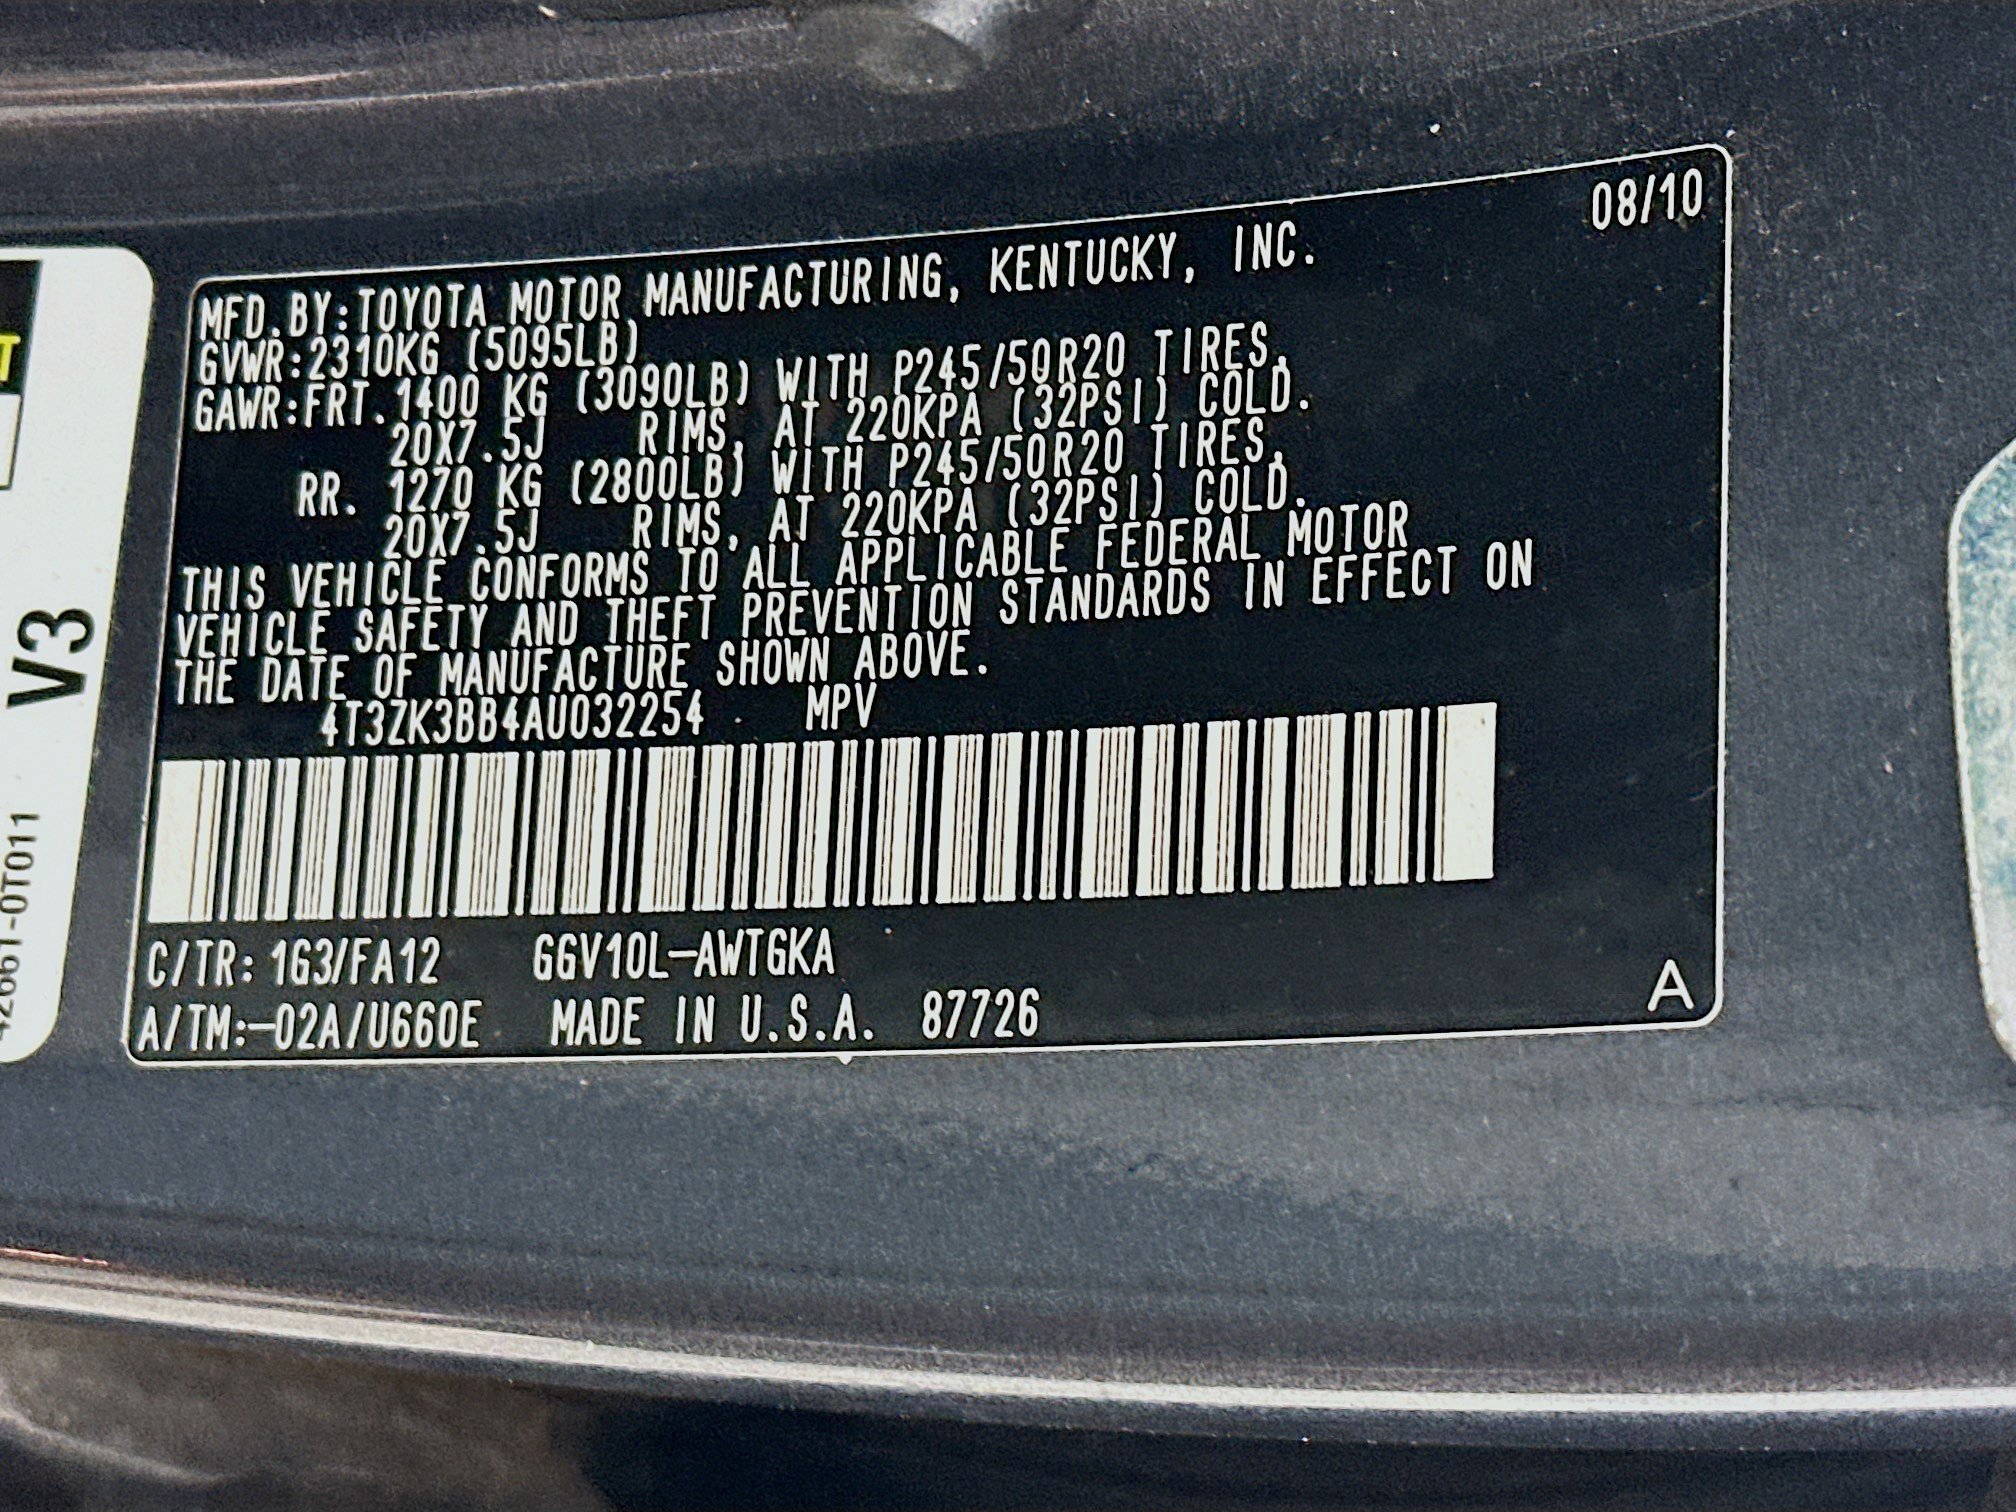 08/10
MFD.BY:TOYOTA MOTOR MANUFACTURING, KENTUCKY, INC.
GVWR:2310KG (5095LB)
GAWR:FRT.1400 KG (3090LB) WITH P245/50R20 TIRES,
20X7.5J RIMS, AT 220KPA (32PSI) COLD.
RR. 1270 KG (2800LB) WITH P245/50R20 TIRES,
20X7.5J RIMS, AT 220KPA (32PSI) COLD.
THIS VEHICLE CONFORMS TO ALL APPLICABLE FEDERAL MOTOR
VEHICLE SAFETY AND THEFT PREVENTION STANDARDS IN EFFECT ON
THE DATE OF MANUFACTURE SHOWN ABOVE.
4T3ZK3BB4AU032254 MPV
C/TR: 1G3/FA12 GGV10L-AWTGKA
A/TM:-02A/U660E MADE IN U.S.A. 87726
A
V3
42661-0T011